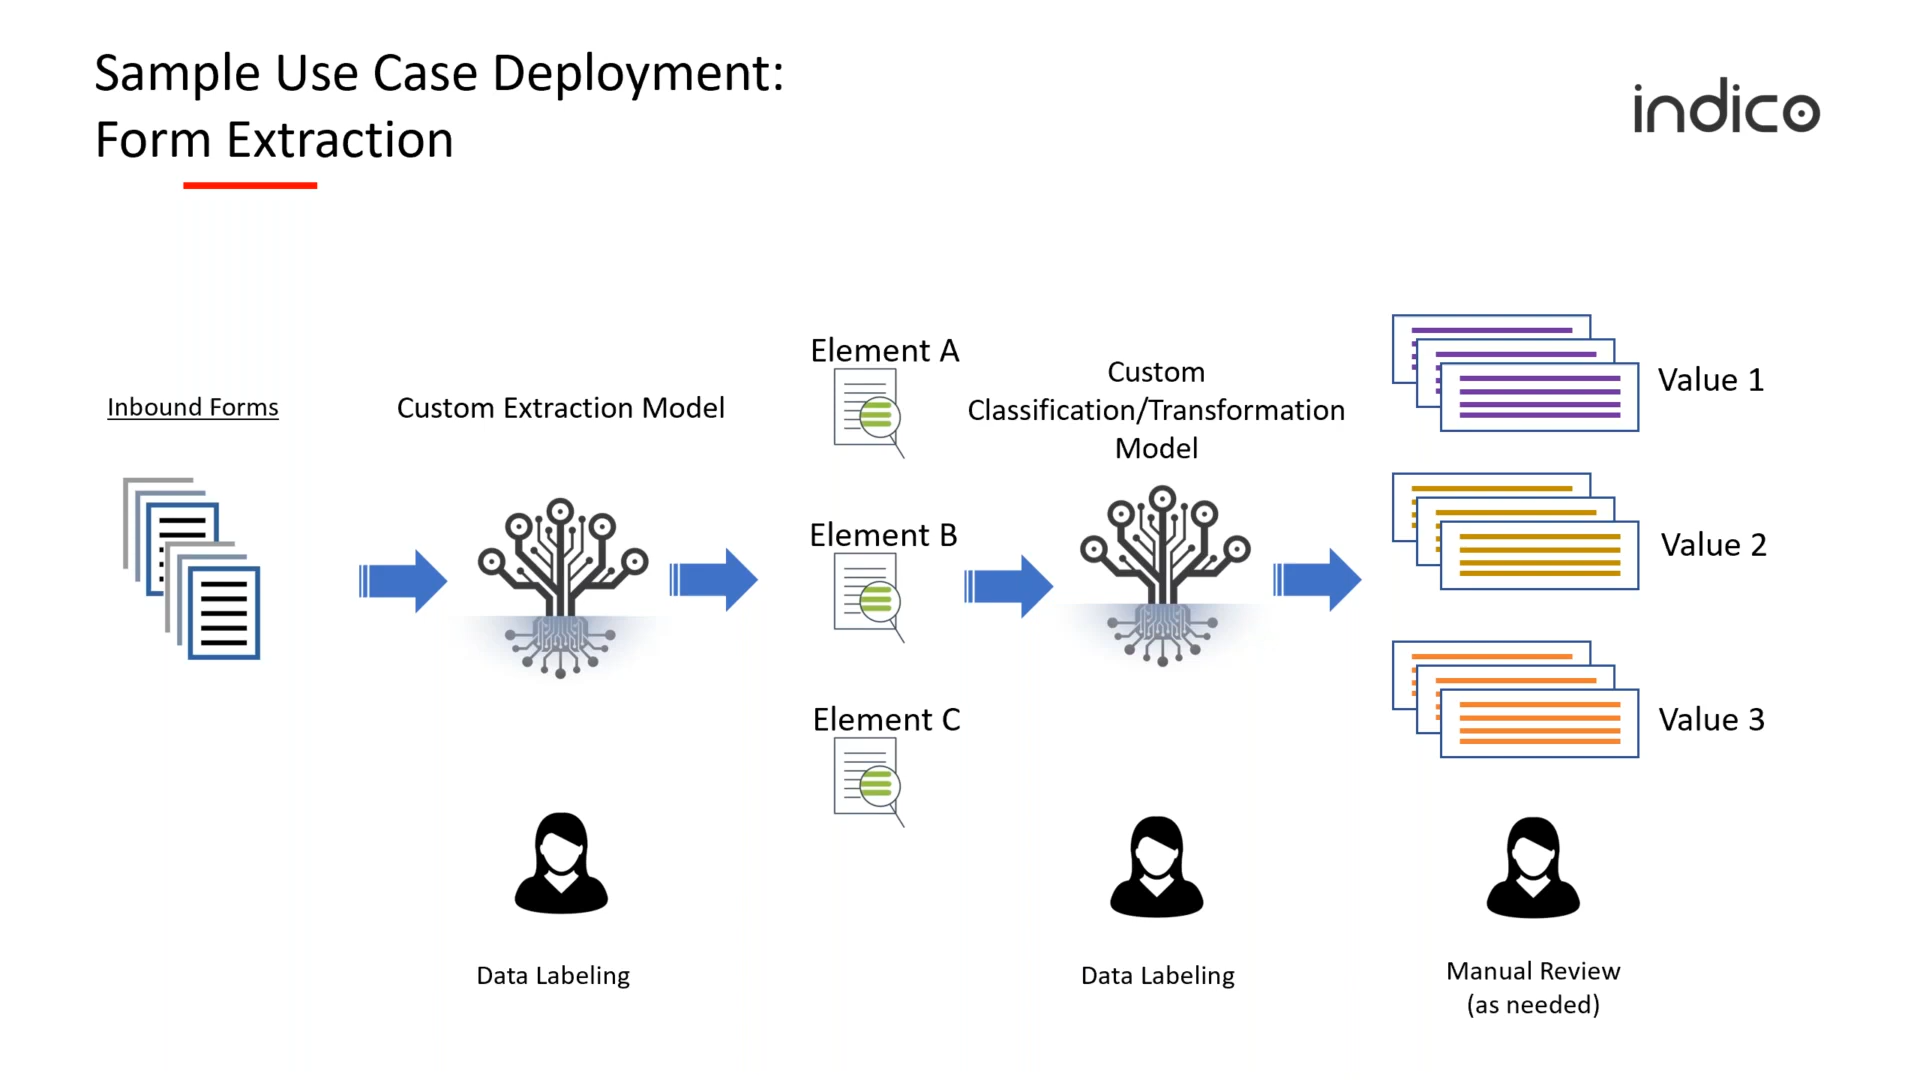 Sample Use Case Deployment:
Form Extraction
indico
Inbound Forms
Custom Extraction Model
Element A
Element B
Element C
Custom
Classification/Transformation
Model
Value 1
Value 2
Value 3
Data Labeling
Data Labeling
Manual Review
(as needed)